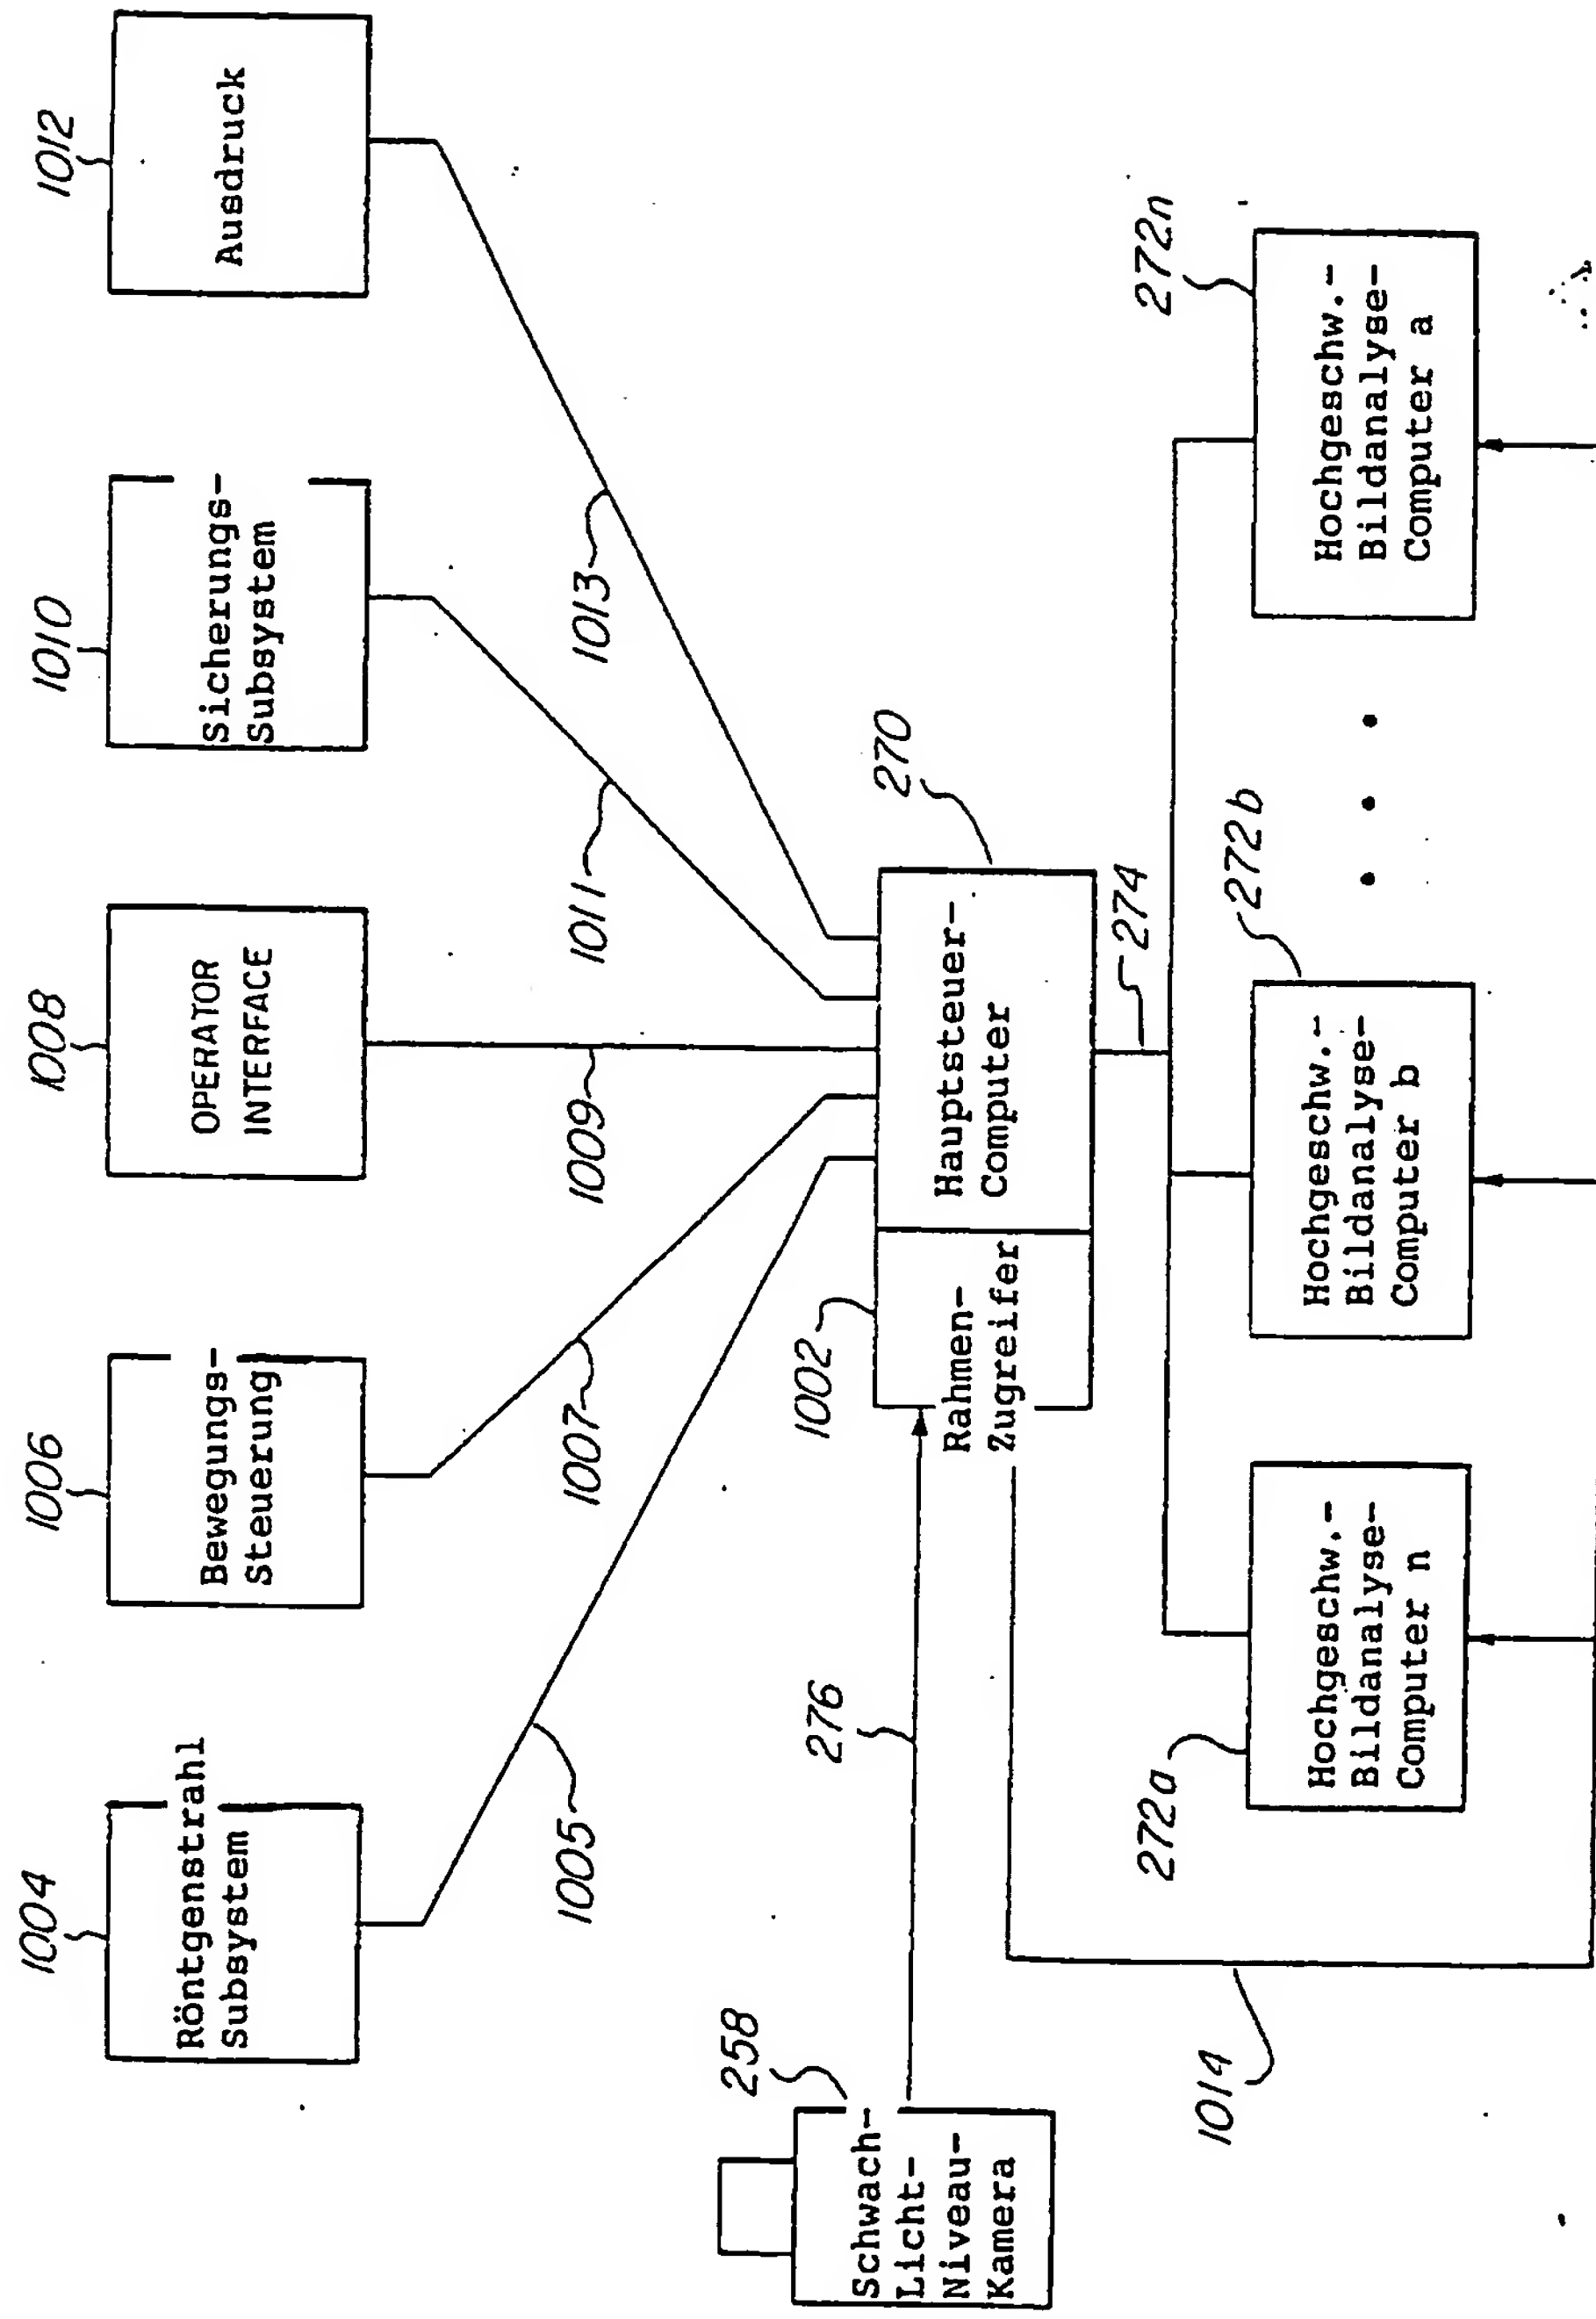 1004
Röntgenstrahl
Subsystem
1006
Bewegungs-
Steuerung
1008
OPERATOR
INTERFACE
1010
Sicherungs-
Subsystem
1012
Ausdruck
1005
1007
1009
1011
1013
258
Schwach-
Licht-
Niveau-
Kamera
276
1002
Rahmen-
Zugreifer
270
Hauptsteuer-
Computer
274
1014
272a
Hochgeschw.-
Bildanalyse-
Computer n
272b
Hochgeschw.-
Bildanalyse-
Computer b
272n
Hochgeschw.-
Bildanalyse-
Computer a